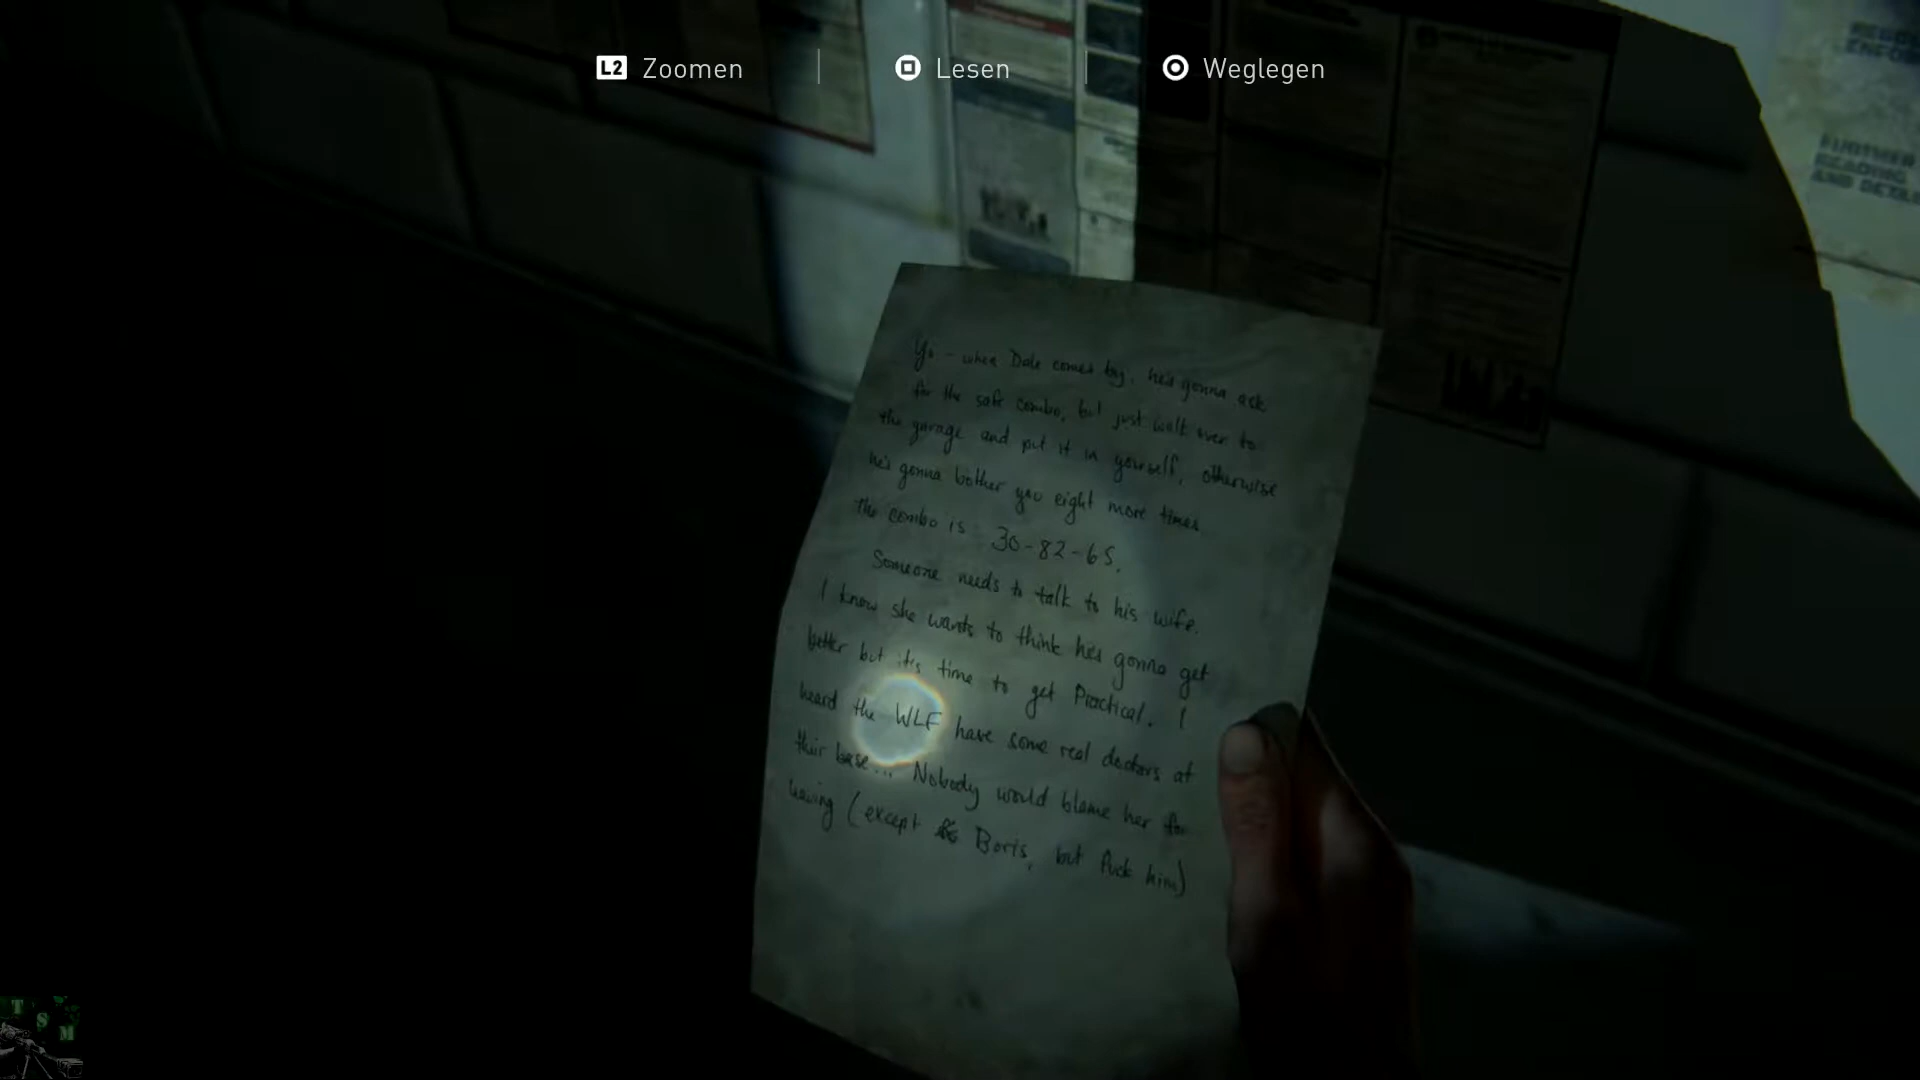 L2 Zoomen
Lesen
Weglegen
FURTHER
READING
AND DETAIL
Yo - when Dale comes by, he's gonna ask
for the safe combo, but just walk over to
the garage and put it in yourself, otherwise
he's gonna bother you eight more times
the combo is 30-82-65.
Someone needs to talk to his wife.
I know she wants to think he's gonna get
better but it's time to get Practical. I
heard the WLF have some real doctors at
their base... Nobody would blame her for
leaving (except Boris, but fuck him)
T S M